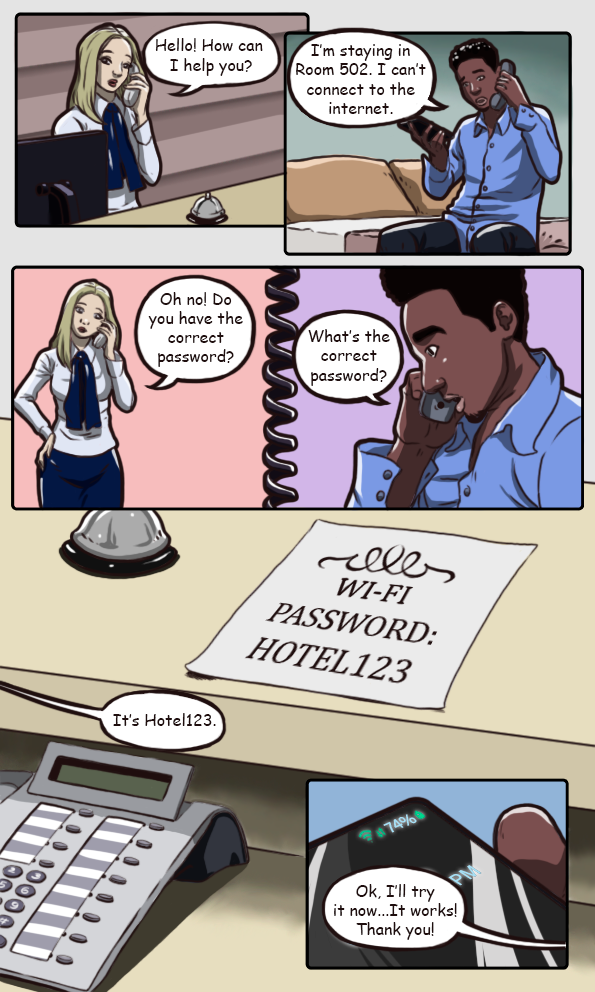 Hello! How can
I help you?
I'm staying in
Room 502. I can't
connect to the
internet.
Oh no! Do
you have the
correct
password?
What's the
correct
password?
WI-FI
PASSWORD:
HOTEL123
It's Hotel123.
74%
PM
Ok, I'll try
it now...It works!
Thank you!